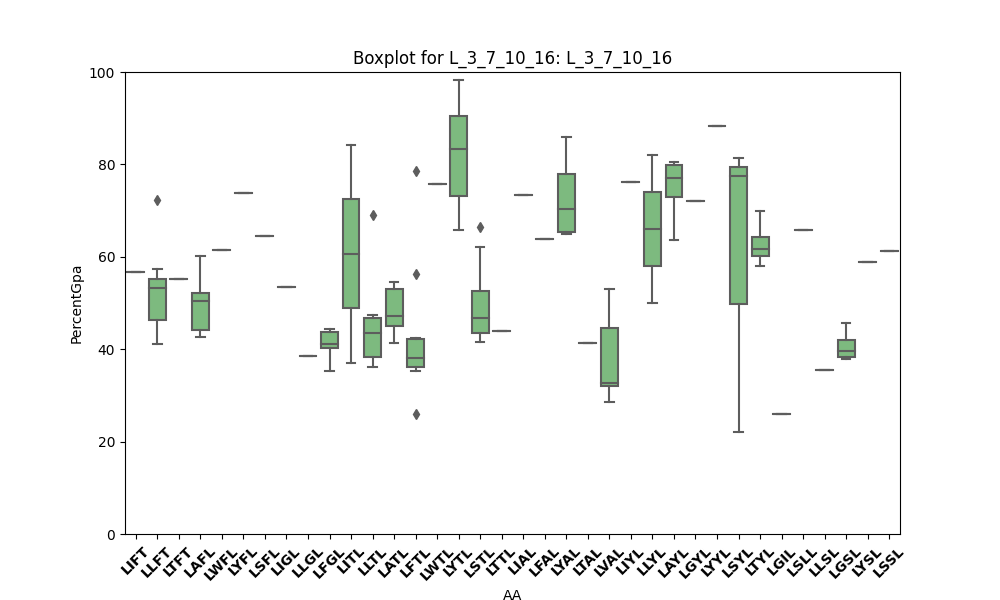 Boxplot for L_3_7_10_16: L_3_7_10_16
100
80
60
40
20
0
PercentGpa
LIFT LLFT LTFT LAFL LWFL LYFL LSFL LIGL LLGL LFGL LITL LLTL LATL LFTL LWTL LYTL LSTL LTTL LIAL LFAL LYAL LTAL LVAL LIYL LLYL LAYL LGYL LYYL LSYL LTYL LGIL LSLL LLSL LGSL LYSL LSSL
AA